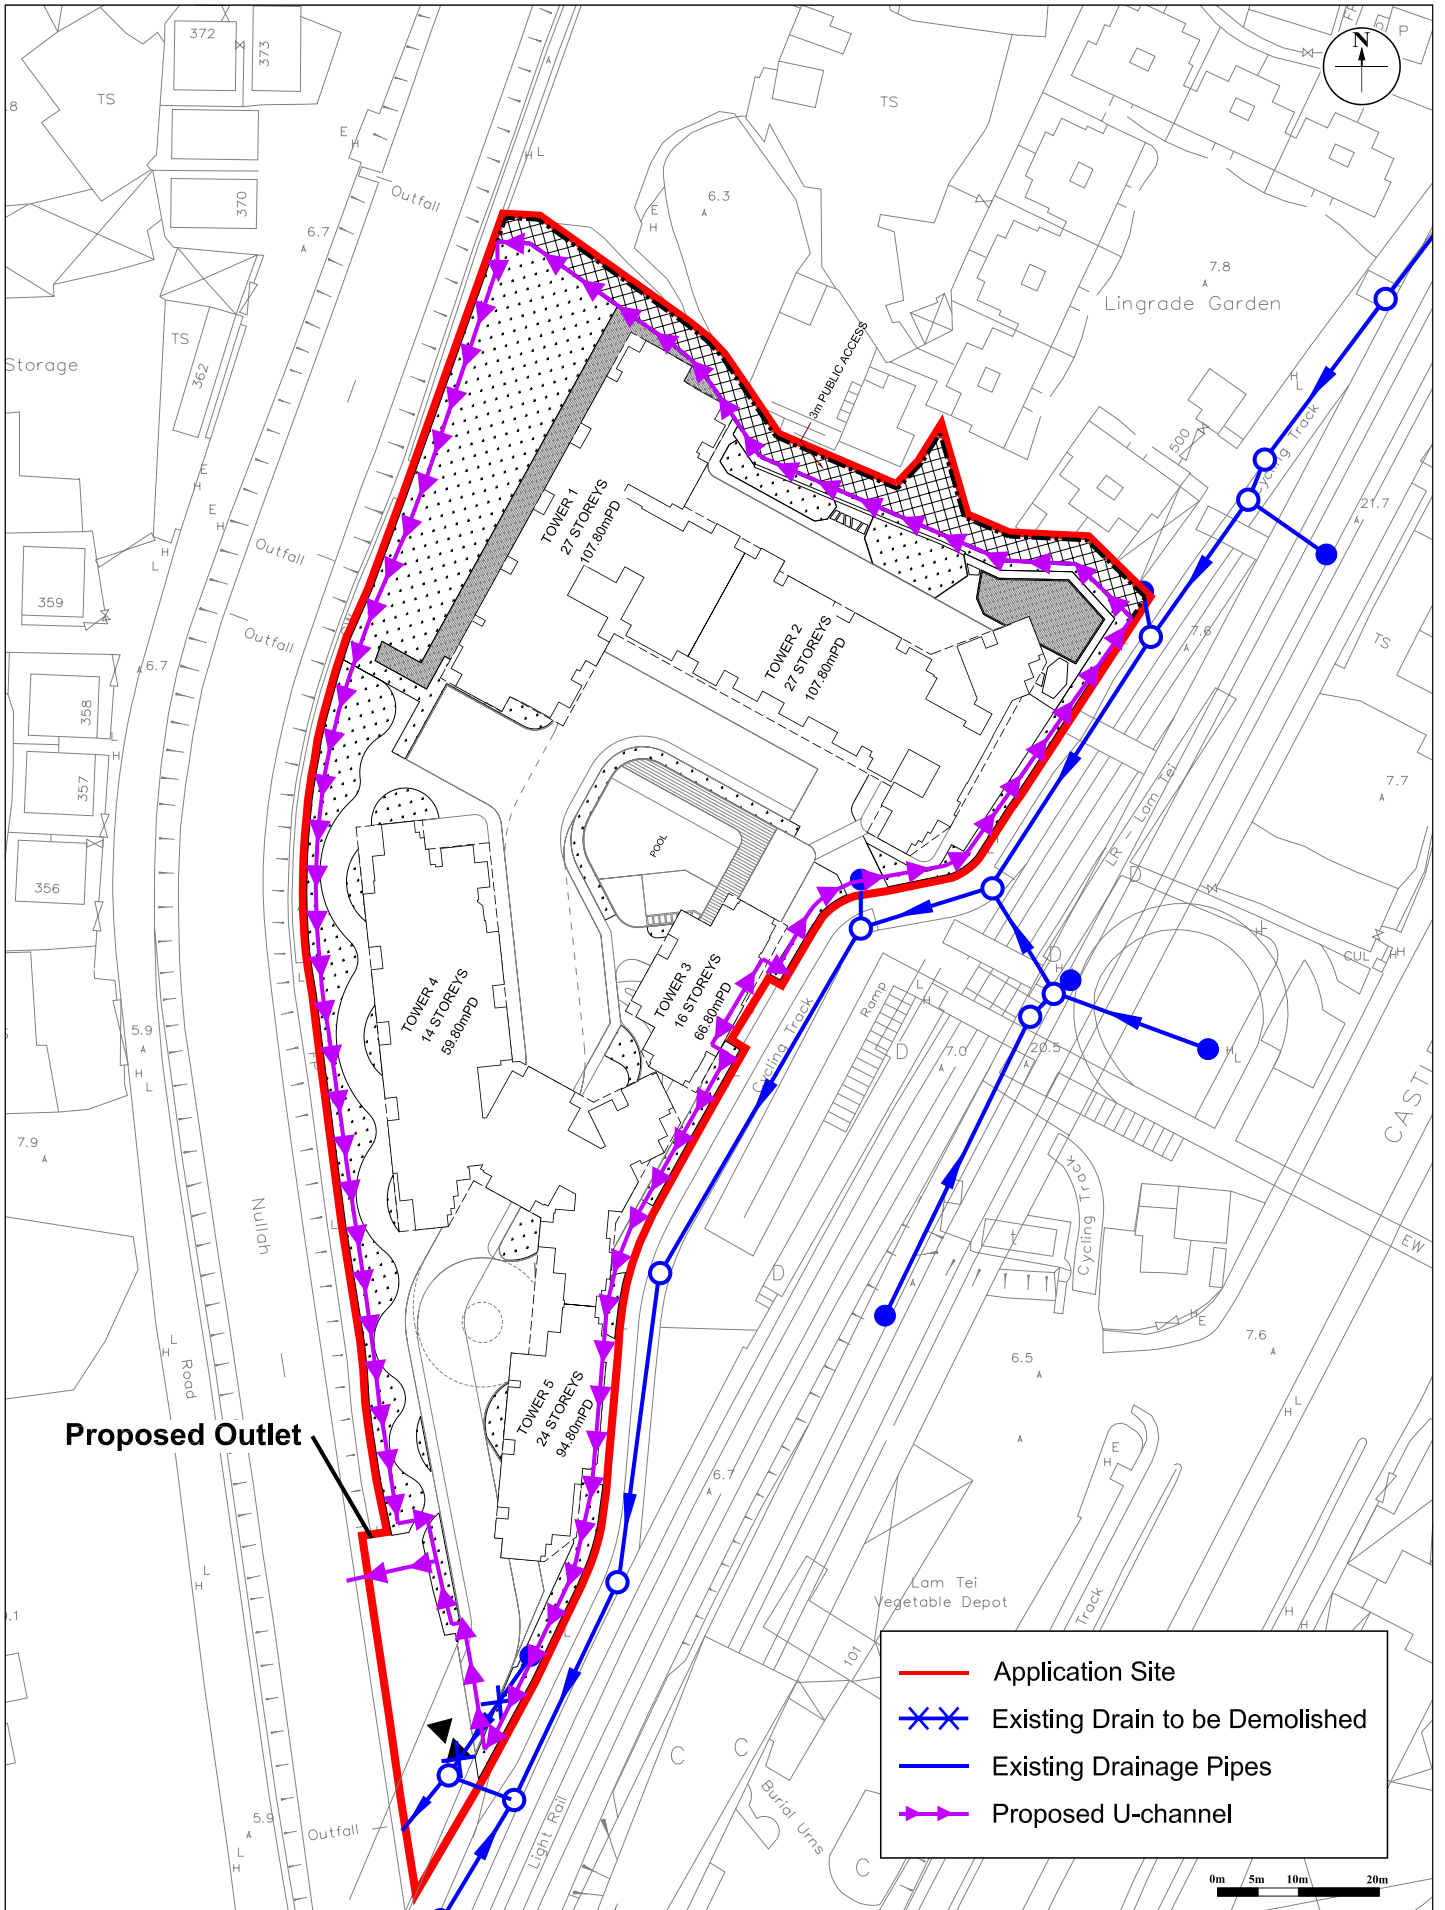 372
373
TS
.8
370
E
H
Outfall
6.7
A
TS
Storage
362
E
H
E
H
L
H
359
Outfall
Outfall
6.7
A
358
357
356
L
H
5.9
A
H
L
7.9
A
Nullah
L
H
Road
Proposed Outlet
L
H
.1
5.9
A
L
H
Outfall
N
P
A
H
L
TS
E
H
6.3
A
7.8
A
Lingrade Garden
3m PUBLIC ACCESS
H
L
Cycling Track
500
21.7
A
7.6
A
TS
TOWER 1
27 STOREYS
107.80mPD
TOWER 2
27 STOREYS
107.80mPD
POOL
TOWER 3
16 STOREYS
66.80mPD
TOWER 4
14 STOREYS
59.80mPD
TOWER 5
24 STOREYS
94.80mPD
LR
Lam Tei
7.7
A
D
CUL
H
H
D
H
Ramp
L
H
D
7.0
A
20.5
A
H
L
Cycling Track
Cycling Track
t
D
EW
H
E
7.6
A
6.5
A
A
6.7
A
E
H
L
H
Lam Tei
Vegetable Depot
Track
101
H
H
C
C
Burial Urns
C
Light Rail
Application Site
Existing Drain to be Demolished
Existing Drainage Pipes
Proposed U-channel
0m 5m 10m 20m